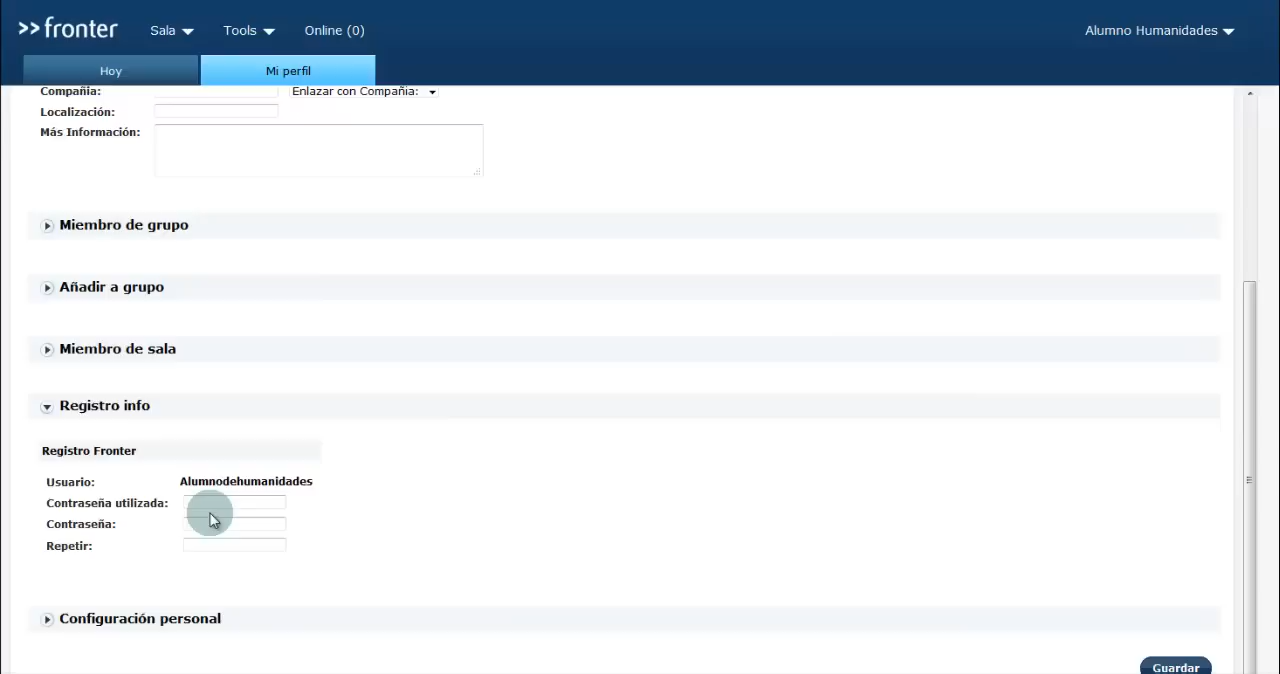 >>fronter Sala Tools Online (0) Alumno Humanidades
Hoy Mi perfil
Compañía: Enlazar con Compañia:
Localización:
Más Información:
Miembro de grupo
Añadir a grupo
Miembro de sala
Registro info
Registro Fronter
Usuario: Alumnodehumanidades
Contraseña utilizada:
Contraseña:
Repetir:
Configuración personal
Guardar